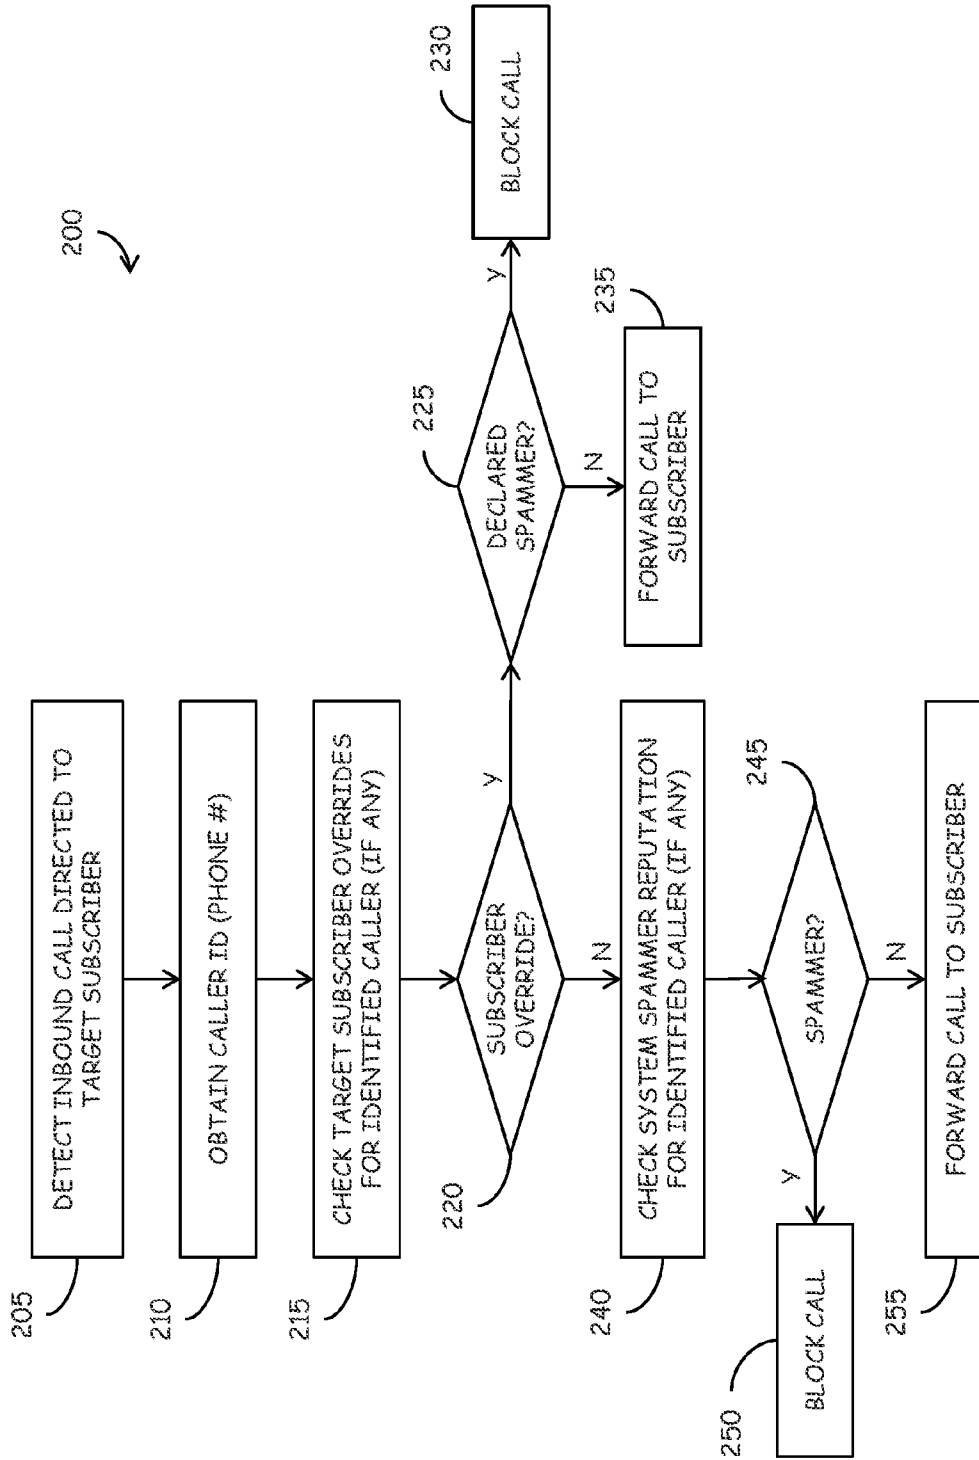 200
205
DETECT INBOUND CALL DIRECTED TO
TARGET SUBSCRIBER
210
OBTAIN CALLER ID (PHONE #)
215
CHECK TARGET SUBSCRIBER OVERRIDES
FOR IDENTIFIED CALLER (IF ANY)
220
SUBSCRIBER
OVERRIDE?
Y
N
225
DECLARED
SPAMMER?
Y
N
230
BLOCK CALL
235
FORWARD CALL TO
SUBSCRIBER
240
CHECK SYSTEM SPAMMER REPUTATION
FOR IDENTIFIED CALLER (IF ANY)
245
SPAMMER?
Y
N
250
BLOCK CALL
255
FORWARD CALL TO SUBSCRIBER